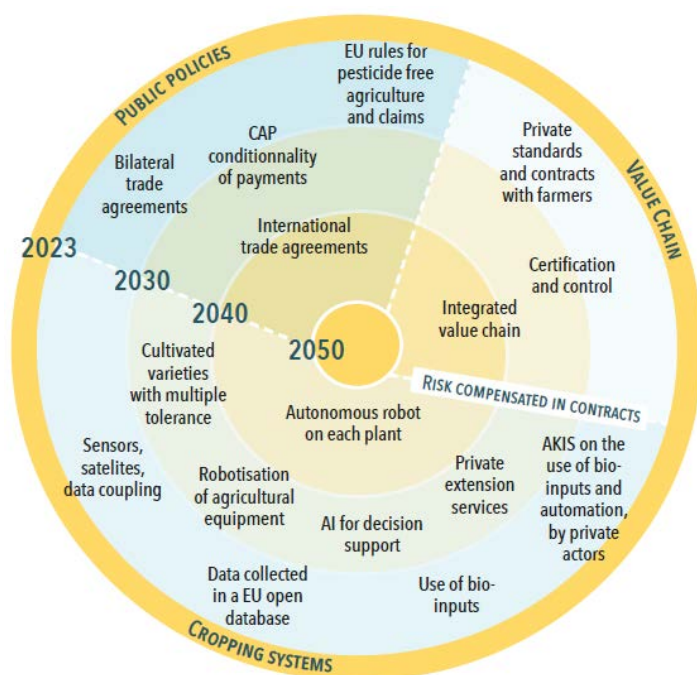 PUBLIC POLICIES
EU rules for
pesticide free
agriculture
and claims
CAP
conditionnality
of payments
Bilateral
trade
agreements
International
trade agreements
VALUE CHAIN
Private
standards
and contracts
with farmers
Certification
and control
Integrated
value chain
2023
2030
2040
2050
RISK COMPENSATED IN CONTRACTS
Cultivated
varieties
with multiple
tolerance
Autonomous robot
on each plant
Sensors,
satelites,
data coupling
Robotisation
of agricultural
equipment
AI for decision
support
Private
extension
services
AKIS on the
use of bio-
inputs and
automation,
by private
actors
Data collected
in a EU open
database
Use of bio-
inputs
CROPPING SYSTEMS